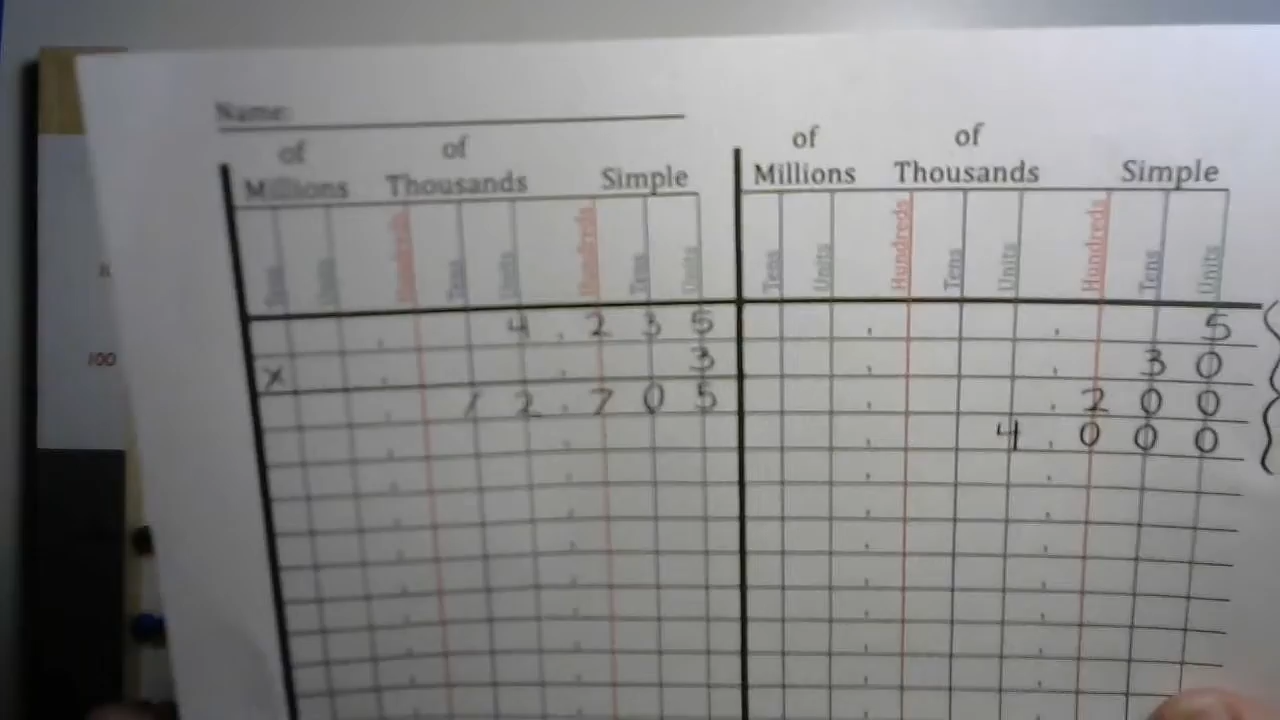 Name:
of of of of
Millions Thousands Simple Millions Thousands Simple
Tens Units Hundreds Tens Units Hundreds Tens Units Tens Units Hundreds Tens Units Hundreds Tens Units
4 . 2 3 5 5
x 3 3 0
100
1 2 . 7 0 5 . 2 0 0
4 . 0 0 0